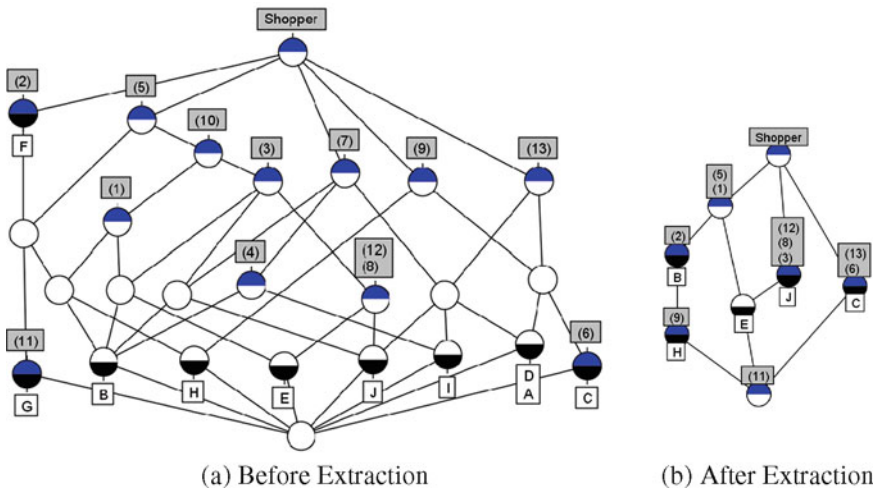 Shopper
(2)
(5)
(10)
(3)
(7)
(9)
(13)
F
(1)
(4)
(12)
(8)
(11)
(6)
G
B
H
E
J
I
D
A
C
(a) Before Extraction
Shopper
(5)
(1)
(2)
(12)
(8)
(3)
(13)
(6)
B
J
C
E
(9)
H
(11)
(b) After Extraction